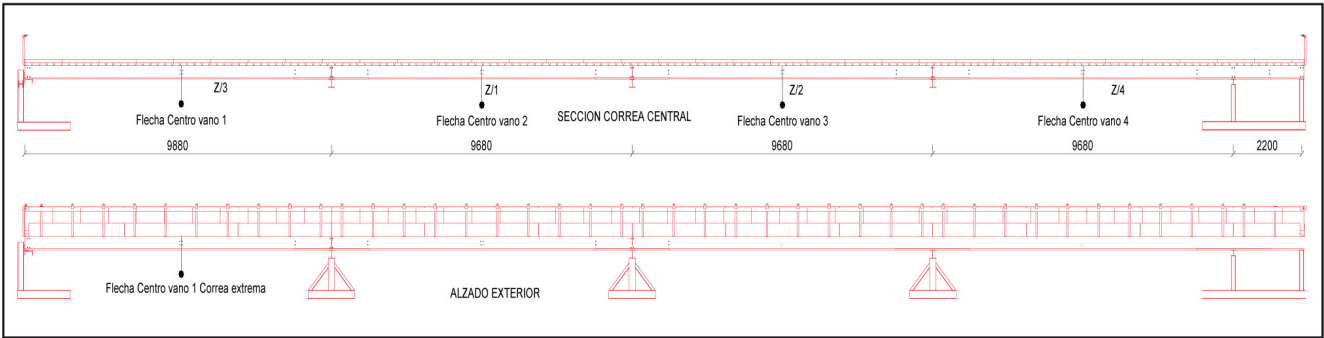 Z/3
Z/1
Z/2
Z/4
Flecha Centro vano 1
Flecha Centro vano 2
SECCION CORREA CENTRAL
Flecha Centro vano 3
Flecha Centro vano 4
9880
9680
9680
9680
2200
Flecha Centro vano 1 Correa extrema
ALZADO EXTERIOR